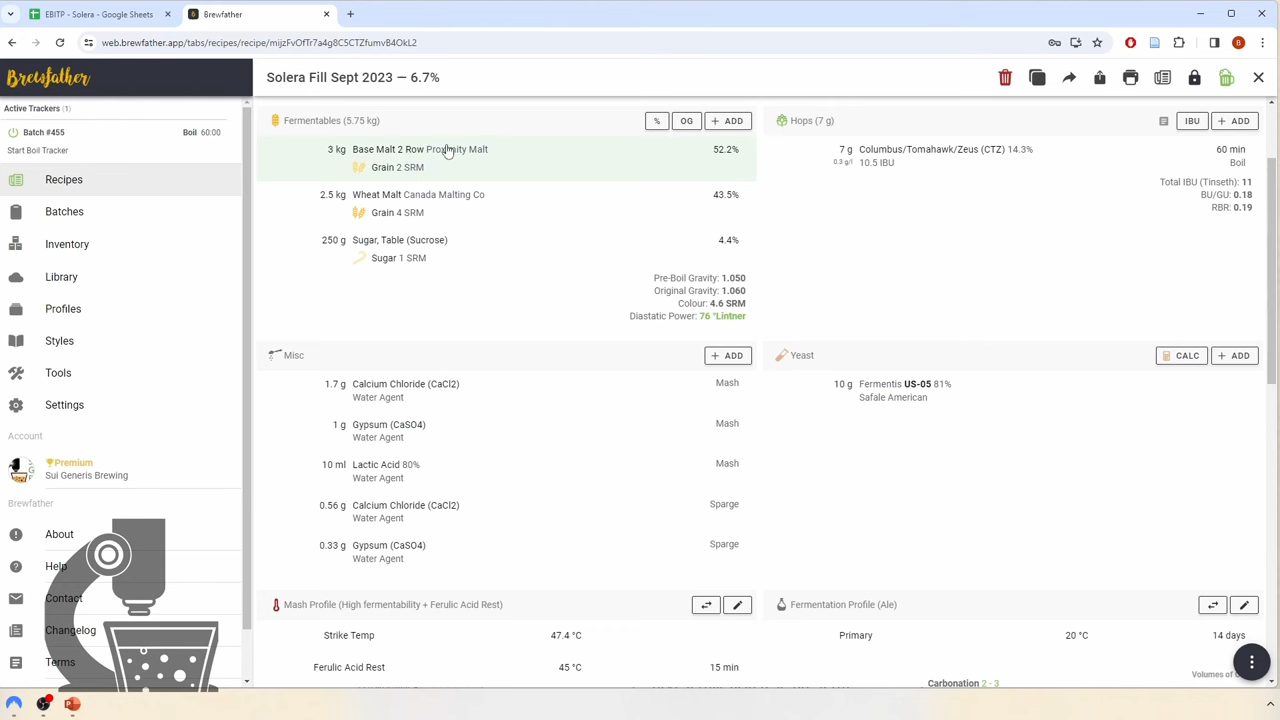 EBITP - Solera - Google Sheets
Brewfather
web.brewfather.app/tabs/recipes/recipe/mijzFvOfTr7a4g8C5CTZfumvB4OkL2
Brewfather
Solera Fill Sept 2023 — 6.7%
Active Trackers (1)
Batch #455 Boil 60:00
Start Boil Tracker
Recipes
Batches
Inventory
Library
Profiles
Styles
Tools
Settings
Account
Premium
Sui Generis Brewing
Brewfather
About
Help
Contact
Changelog
Terms
Fermentables (5.75 kg) % OG + ADD
3 kg Base Malt 2 Row Proximity Malt 52.2%
Grain 2 SRM
2.5 kg Wheat Malt Canada Malting Co 43.5%
Grain 4 SRM
250 g Sugar, Table (Sucrose) 4.4%
Sugar 1 SRM
Pre-Boil Gravity: 1.050
Original Gravity: 1.060
Colour: 4.6 SRM
Diastatic Power: 76 °Lintner
Hops (7 g) IBU + ADD
7 g Columbus/Tomahawk/Zeus (CTZ) 14.3% 60 min
0.3 g/l 10.5 IBU Boil
Total IBU (Tinseth): 11
BU/GU: 0.18
RBR: 0.19
Misc + ADD
1.7 g Calcium Chloride (CaCl2) Mash
Water Agent
1 g Gypsum (CaSO4) Mash
Water Agent
10 ml Lactic Acid 80% Mash
Water Agent
0.56 g Calcium Chloride (CaCl2) Sparge
Water Agent
0.33 g Gypsum (CaSO4) Sparge
Water Agent
Yeast CALC + ADD
10 g Fermentis US-05 81%
Safale American
Mash Profile (High fermentability + Ferulic Acid Rest)
Strike Temp 47.4 °C
Ferulic Acid Rest 45 °C 15 min
Fermentation Profile (Ale)
Primary 20 °C 14 days
Volumes of
Carbonation 2 - 3